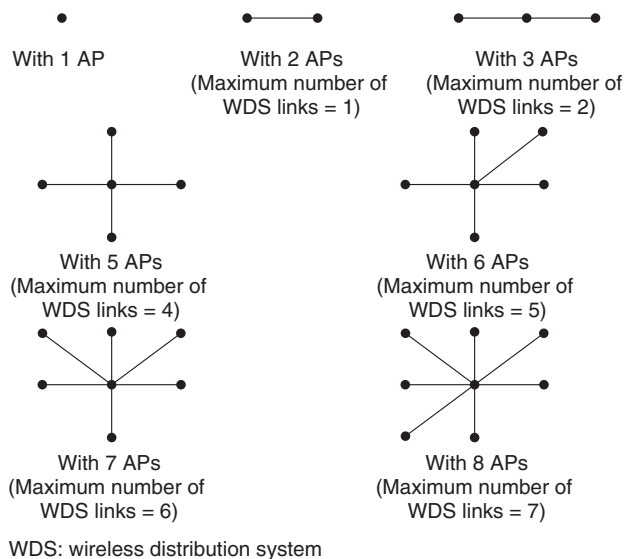 With 1 AP
With 2 APs
(Maximum number of
WDS links = 1)
With 3 APs
(Maximum number of
WDS links = 2)
With 5 APs
(Maximum number of
WDS links = 4)
With 6 APs
(Maximum number of
WDS links = 5)
With 7 APs
(Maximum number of
WDS links = 6)
With 8 APs
(Maximum number of
WDS links = 7)
WDS: wireless distribution system